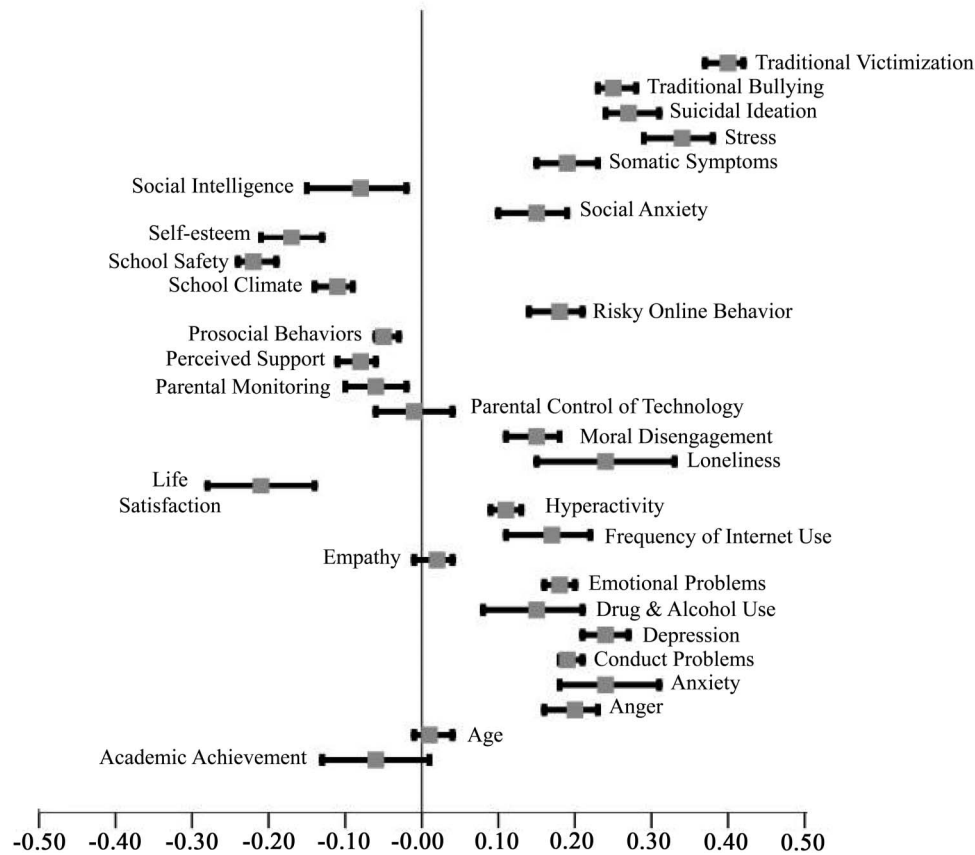 Traditional Victimization
Traditional Bullying
Suicidal Ideation
Stress
Somatic Symptoms
Social Intelligence
Social Anxiety
Self-esteem
School Safety
School Climate
Risky Online Behavior
Prosocial Behaviors
Perceived Support
Parental Monitoring
Parental Control of Technology
Moral Disengagement
Loneliness
Life
Satisfaction
Hyperactivity
Frequency of Internet Use
Empathy
Emotional Problems
Drug & Alcohol Use
Depression
Conduct Problems
Anxiety
Anger
Age
Academic Achievement
-0.50 -0.40 -0.30 -0.20 -0.10 -0.00 0.10 0.20 0.30 0.40 0.50